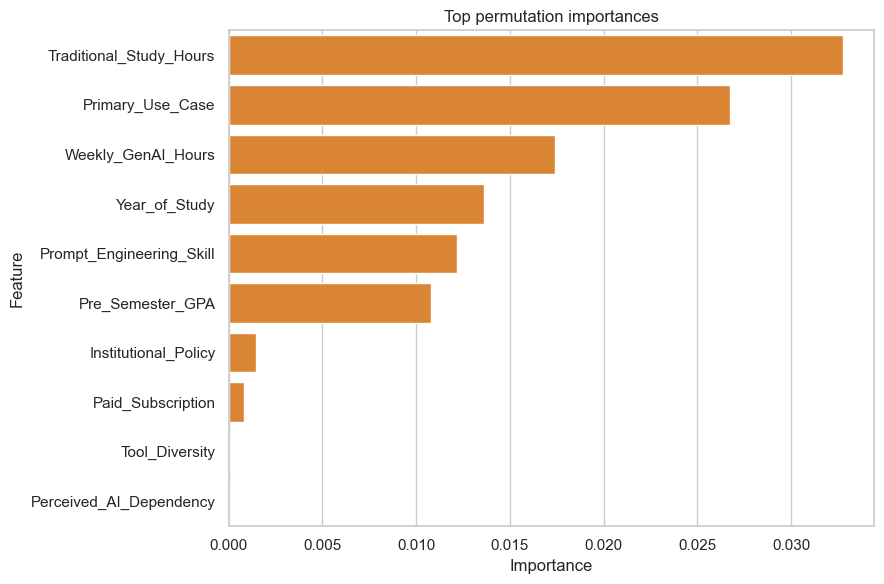 Top permutation importances
Traditional_Study_Hours
Primary_Use_Case
Weekly_GenAI_Hours
Year_of_Study
Prompt_Engineering_Skill
Pre_Semester_GPA
Institutional_Policy
Paid_Subscription
Tool_Diversity
Perceived_AI_Dependency
Feature
0.000 0.005 0.010 0.015 0.020 0.025 0.030
Importance